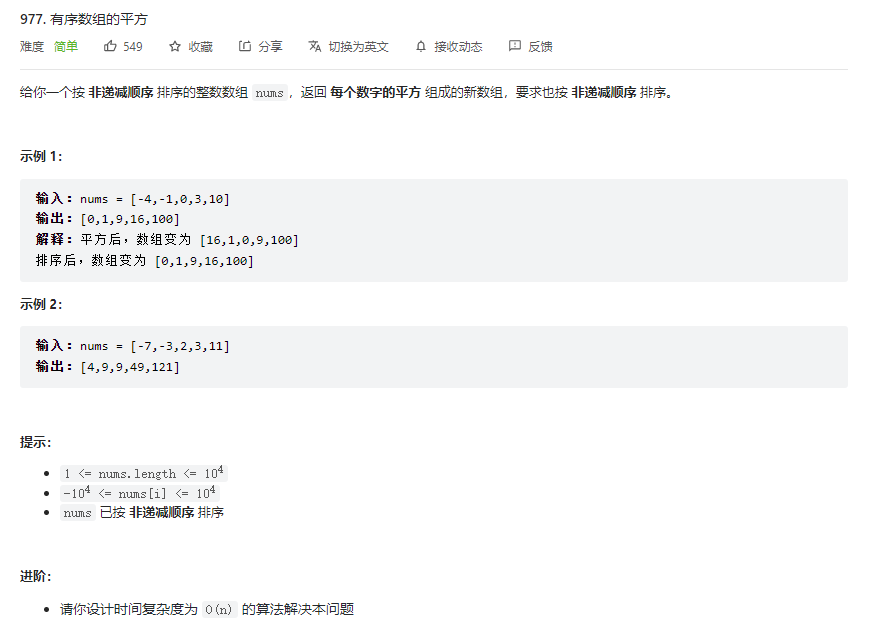 977. 有序数组的平方
难度 简单 549 收藏 分享 切换为英文 接收动态 反馈
给你一个按 非递减顺序 排序的整数数组 nums，返回 每个数字的平方 组成的新数组，要求也按 非递减顺序 排序。
示例 1：
输入：nums = [-4,-1,0,3,10]
输出：[0,1,9,16,100]
解释：平方后，数组变为 [16,1,0,9,100]
排序后，数组变为 [0,1,9,16,100]
示例 2：
输入：nums = [-7,-3,2,3,11]
输出：[4,9,9,49,121]
提示：
1 <= nums.length <= 10⁴
-10⁴ <= nums[i] <= 10⁴
nums 已按 非递减顺序 排序
进阶：
请你设计时间复杂度为 O(n) 的算法解决本问题